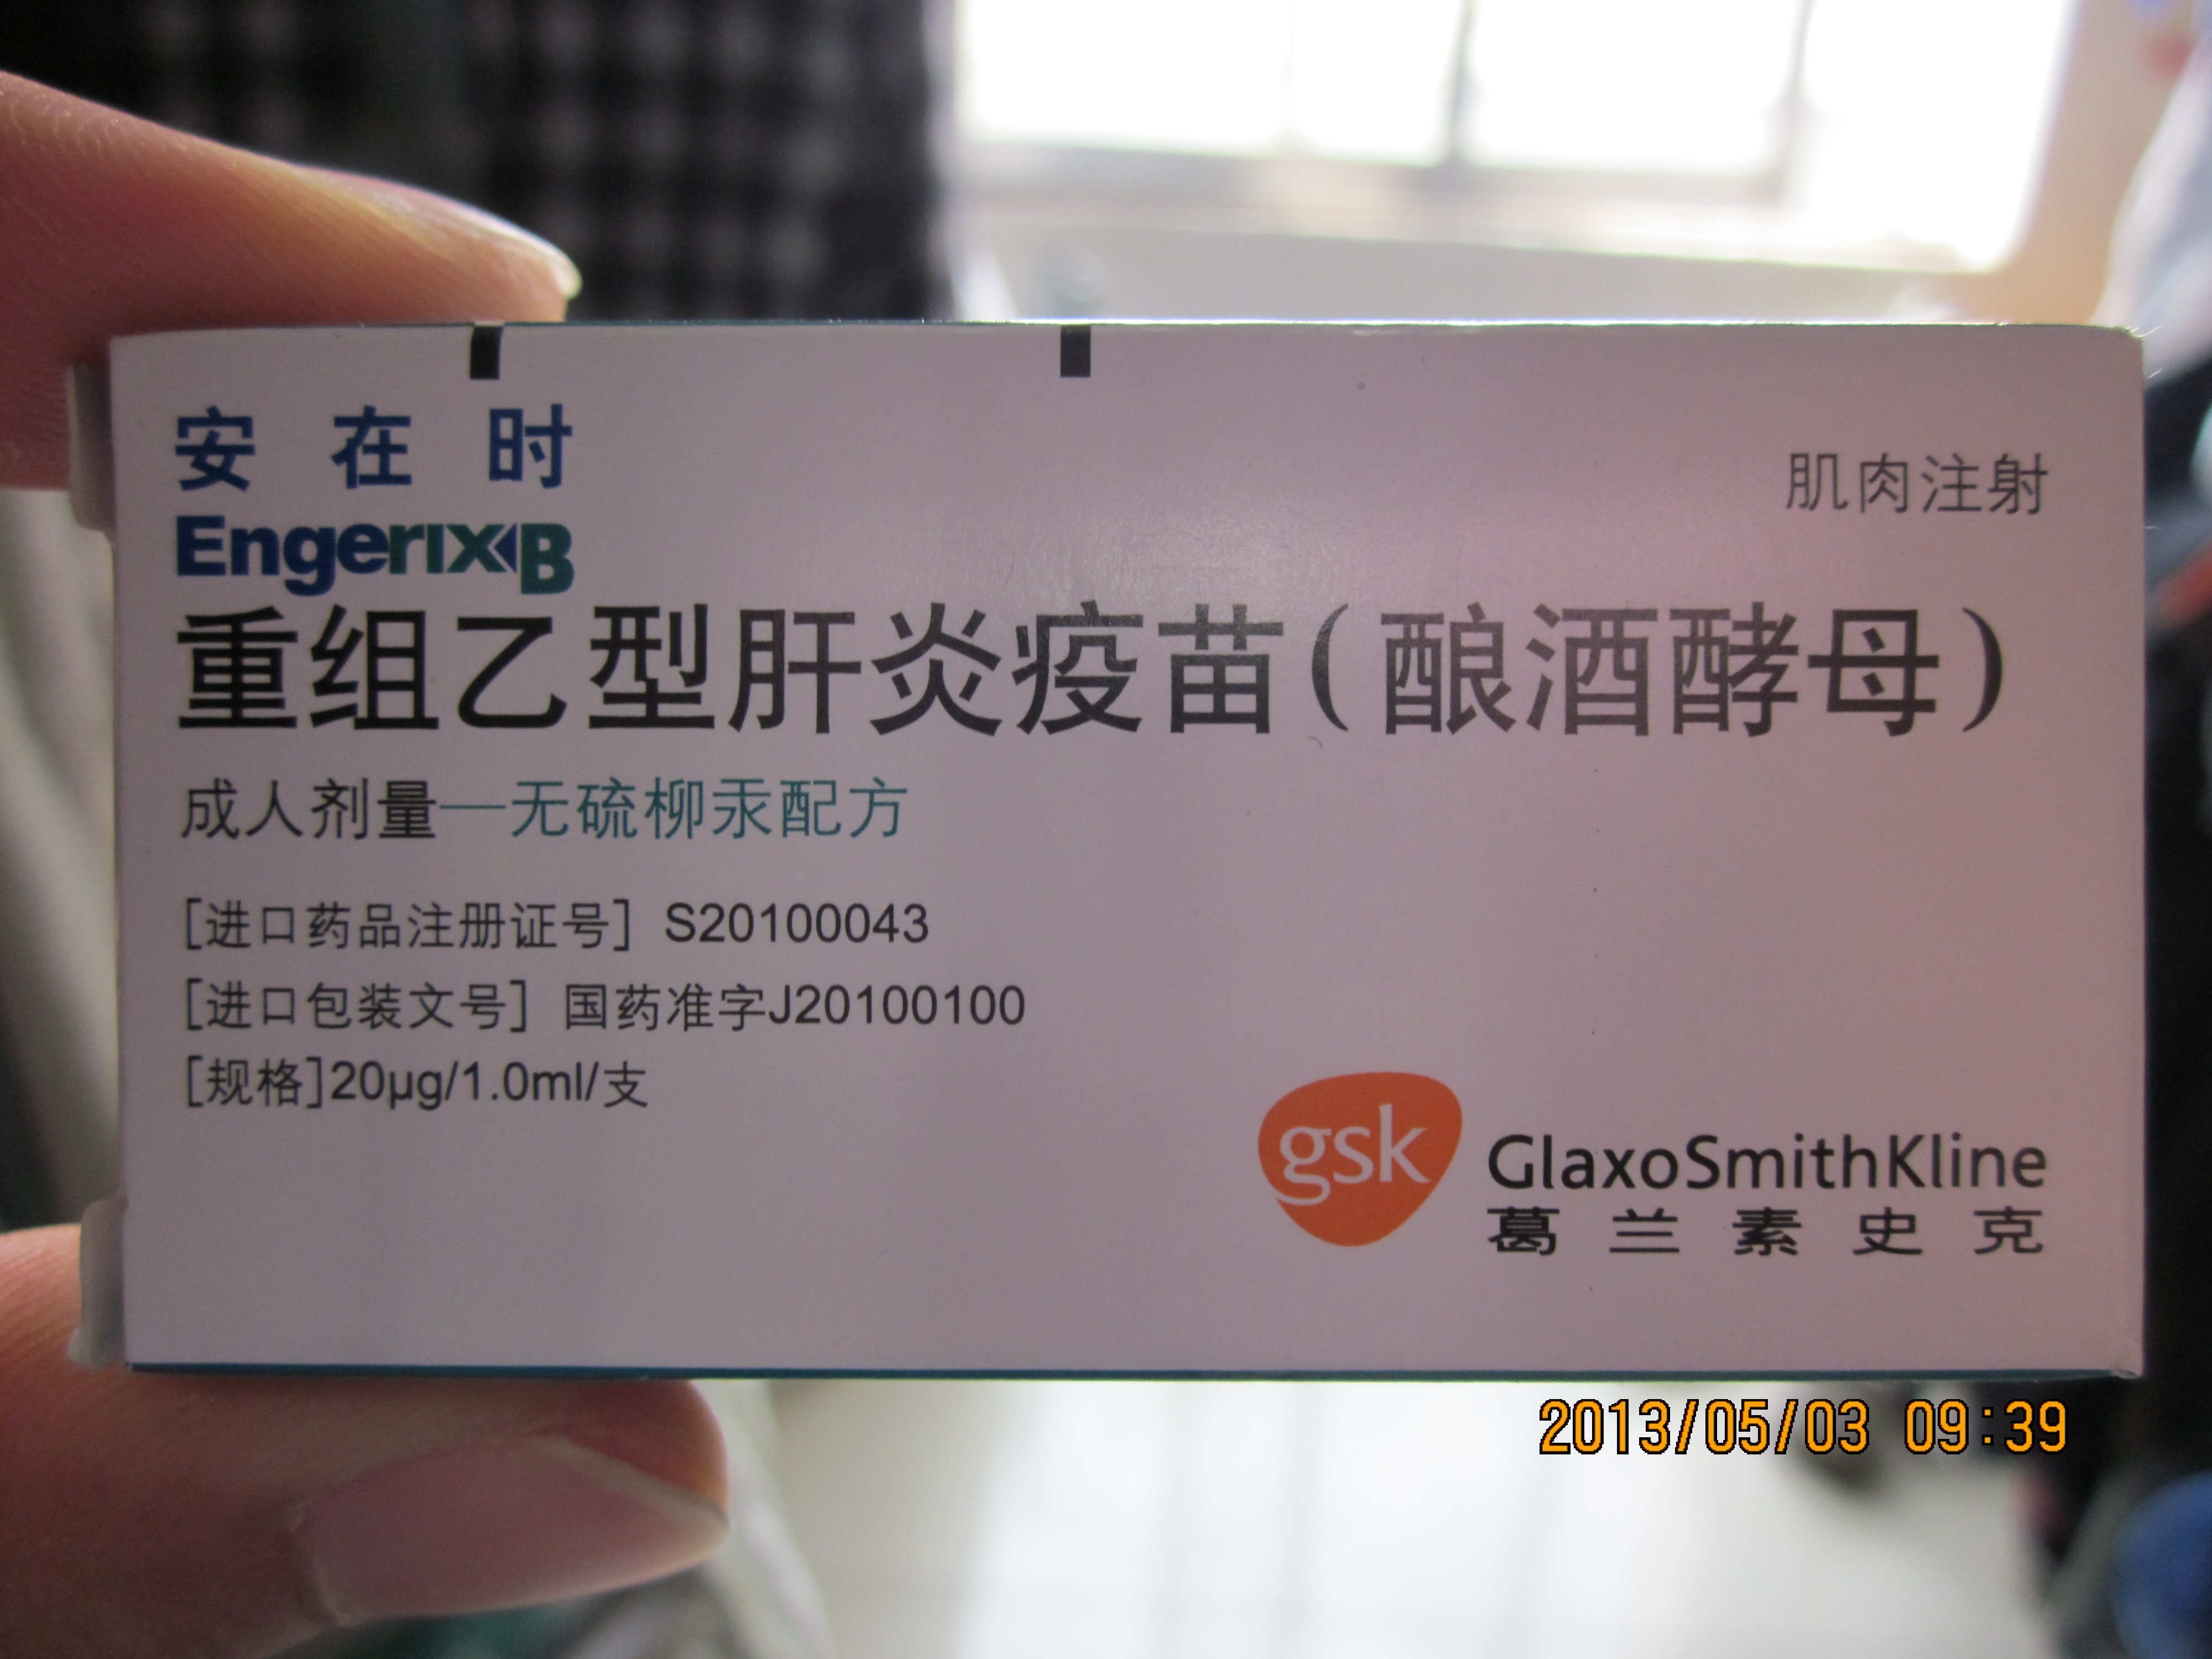 安在时
肌肉注射
Engerix B
重组乙型肝炎疫苗(酿酒酵母)
成人剂量—无硫柳汞配方
[进口药品注册证号] S20100043
[进口包装文号] 国药准字J20100100
[规格]20μg/1.0ml/支
gsk
GlaxoSmithKline
葛兰素史克
2013/05/03 09:39